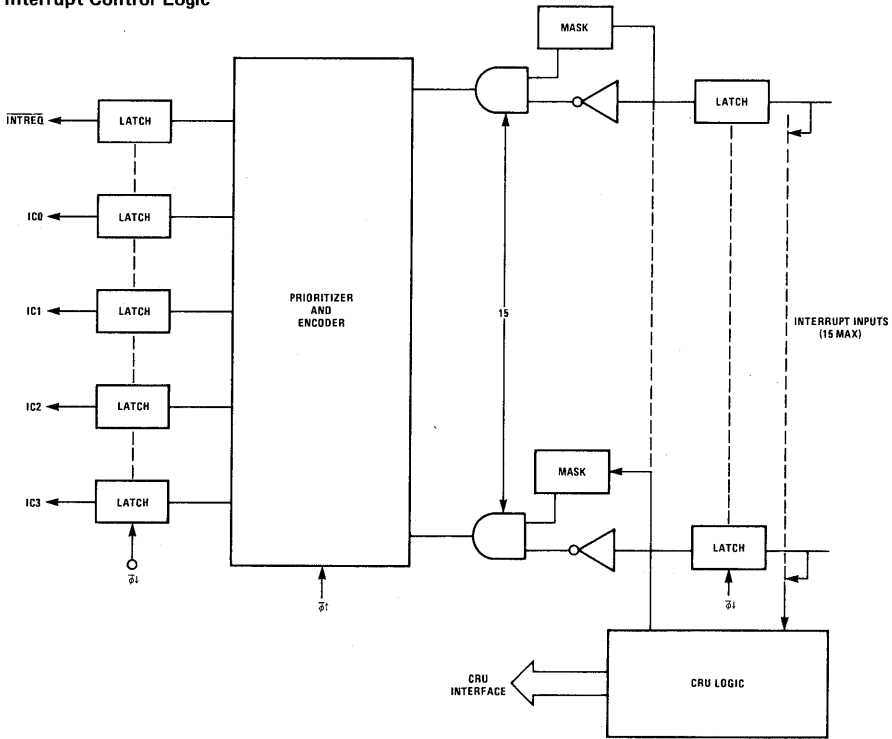 Interrupt Control Logic
MASK
LATCH
INTREQ
LATCH
IC0
LATCH
PRIORITIZER
AND
ENCODER
IC1
LATCH
15
INTERRUPT INPUTS
(15 MAX)
IC2
LATCH
MASK
IC3
LATCH
LATCH
φ̅↓
φ̅↑
φ̅↓
CRU
INTERFACE
CRU LOGIC